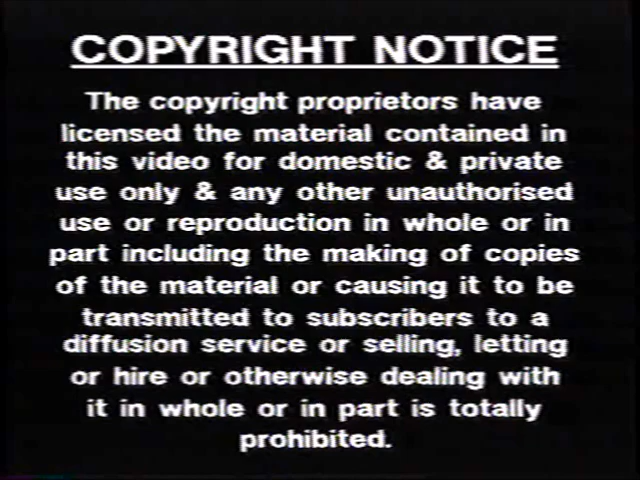 COPYRIGHT NOTICE
The copyright proprietors have
licensed the material contained in
this video for domestic & private
use only & any other unauthorised
use or reproduction in whole or in
part including the making of copies
of the material or causing it to be
transmitted to subscribers to a
diffusion service or selling, letting
or hire or otherwise dealing with
it in whole or in part is totally
prohibited.